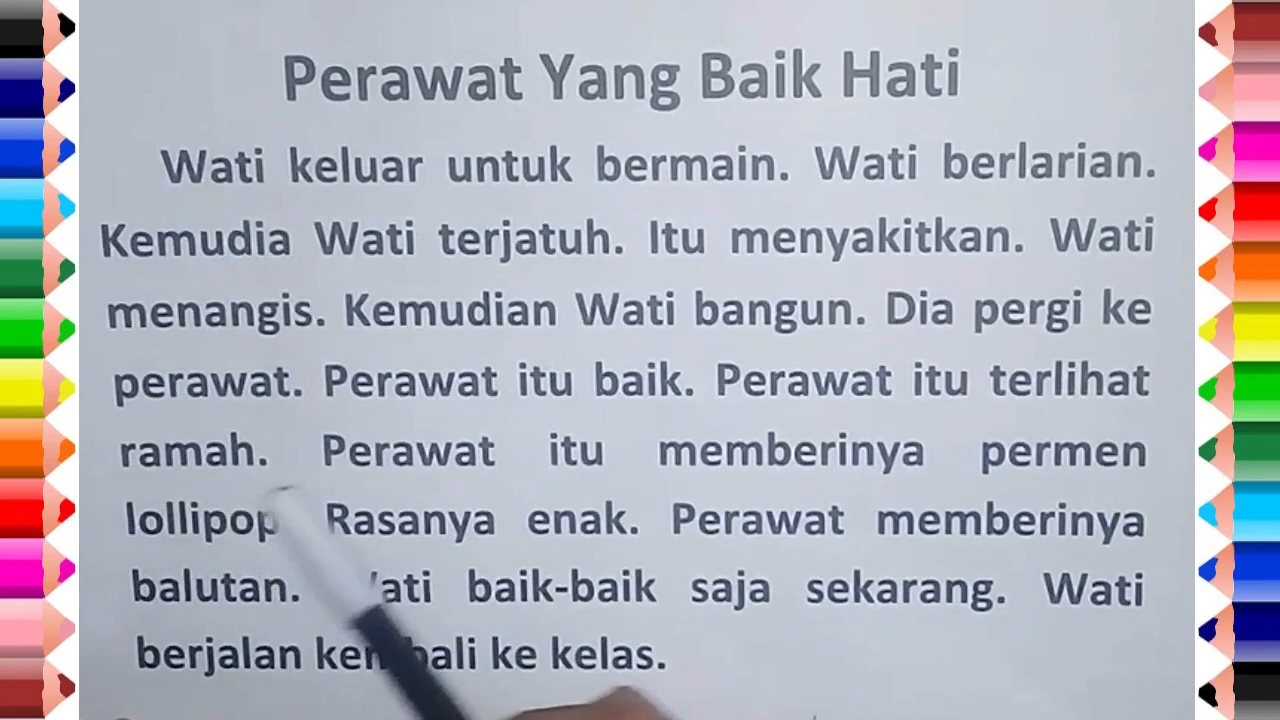 Perawat Yang Baik Hati
Wati keluar untuk bermain. Wati berlarian.
Kemudia Wati terjatuh. Itu menyakitkan. Wati
menangis. Kemudian Wati bangun. Dia pergi ke
perawat. Perawat itu baik. Perawat itu terlihat
ramah. Perawat itu memberinya permen
lollipop Rasanya enak. Perawat memberinya
balutan. Wati baik-baik saja sekarang. Wati
berjalan kembali ke kelas.